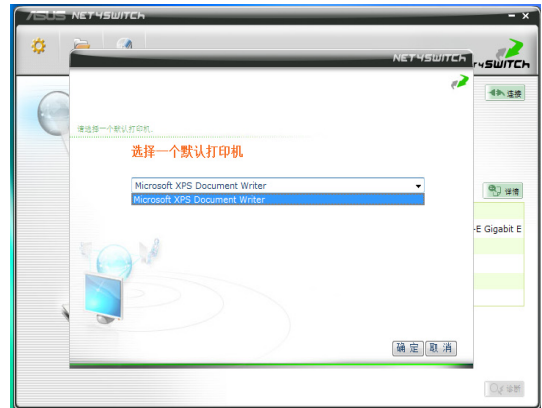 ASUS NET4SWITCH
NET4SWITCH
连接
请选择一个默认打印机.
选择一个默认打印机
Microsoft XPS Document Writer
Microsoft XPS Document Writer
详情
-E Gigabit E
确定 取消
诊断